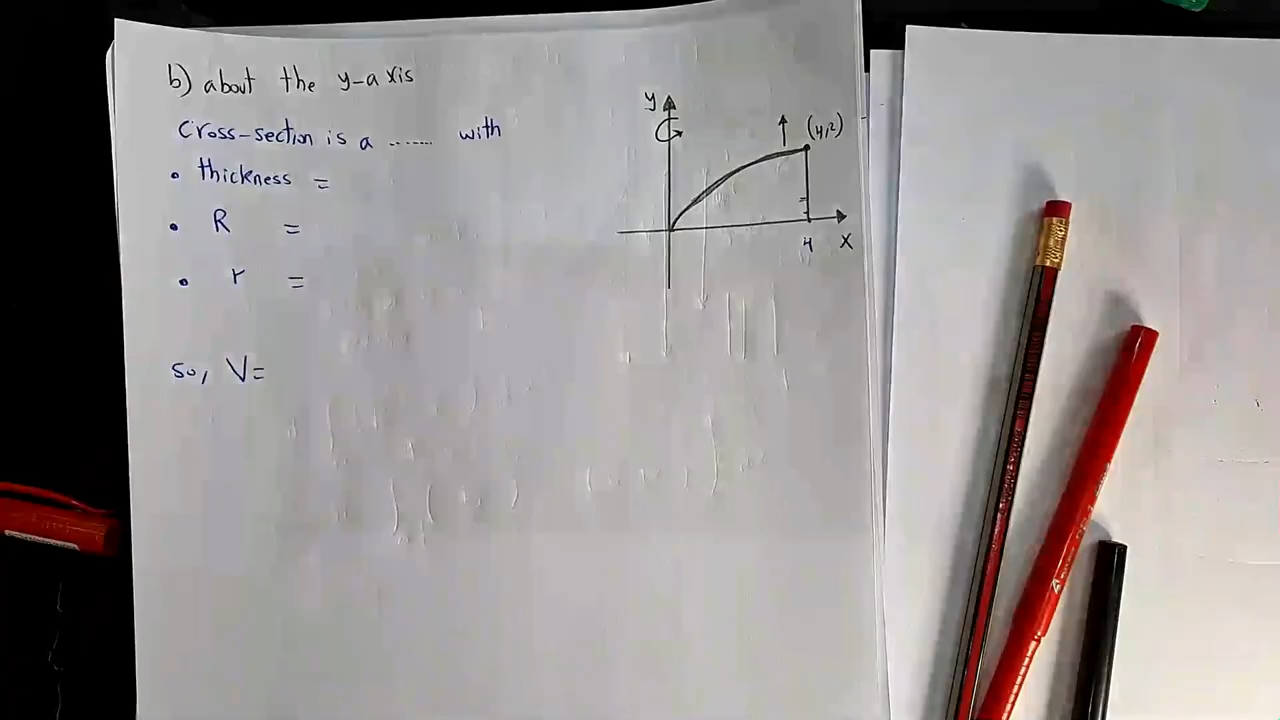 b) about the y-axis
Cross-section is a ....... with
• thickness =
• R =
• r =
so, V=
y
(4,2)
4
x